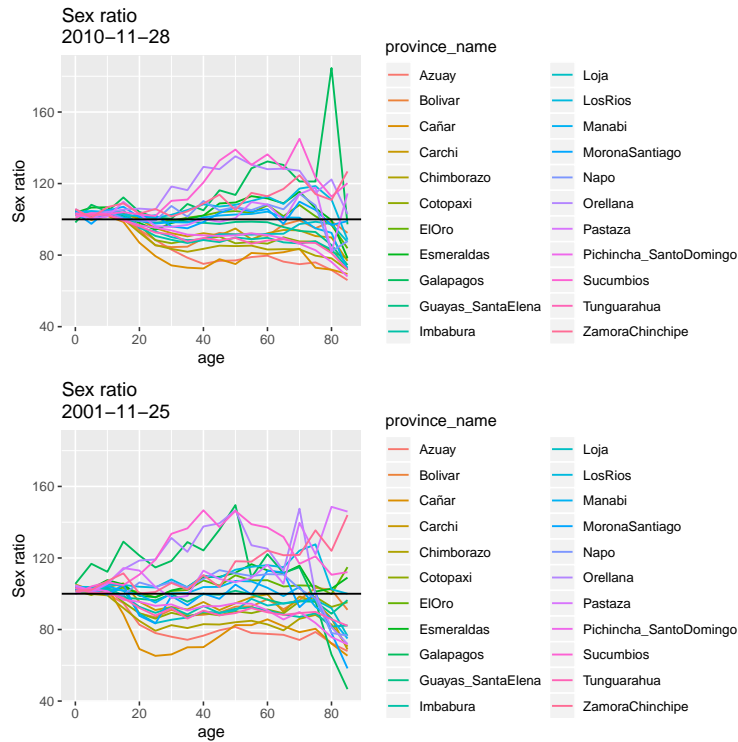 Sex ratio
2010−11−28
Sex ratio
160
120
80
40
0
20
40
60
80
age
province_name
Azuay
Bolivar
Cañar
Carchi
Chimborazo
Cotopaxi
ElOro
Esmeraldas
Galapagos
Guayas_SantaElena
Imbabura
Loja
LosRios
Manabi
MoronaSantiago
Napo
Orellana
Pastaza
Pichincha_SantoDomingo
Sucumbios
Tunguarahua
ZamoraChinchipe
Sex ratio
2001−11−25
Sex ratio
160
120
80
40
0
20
40
60
80
age
province_name
Azuay
Bolivar
Cañar
Carchi
Chimborazo
Cotopaxi
ElOro
Esmeraldas
Galapagos
Guayas_SantaElena
Imbabura
Loja
LosRios
Manabi
MoronaSantiago
Napo
Orellana
Pastaza
Pichincha_SantoDomingo
Sucumbios
Tunguarahua
ZamoraChinchipe